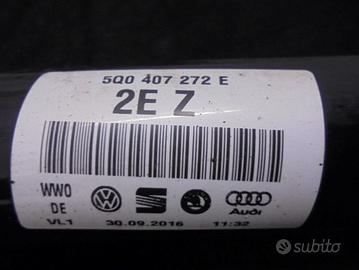 5Q0 407 272 E
2E Z
WWO
DE
Audi
VL1 30.09.2016 11:32
subito